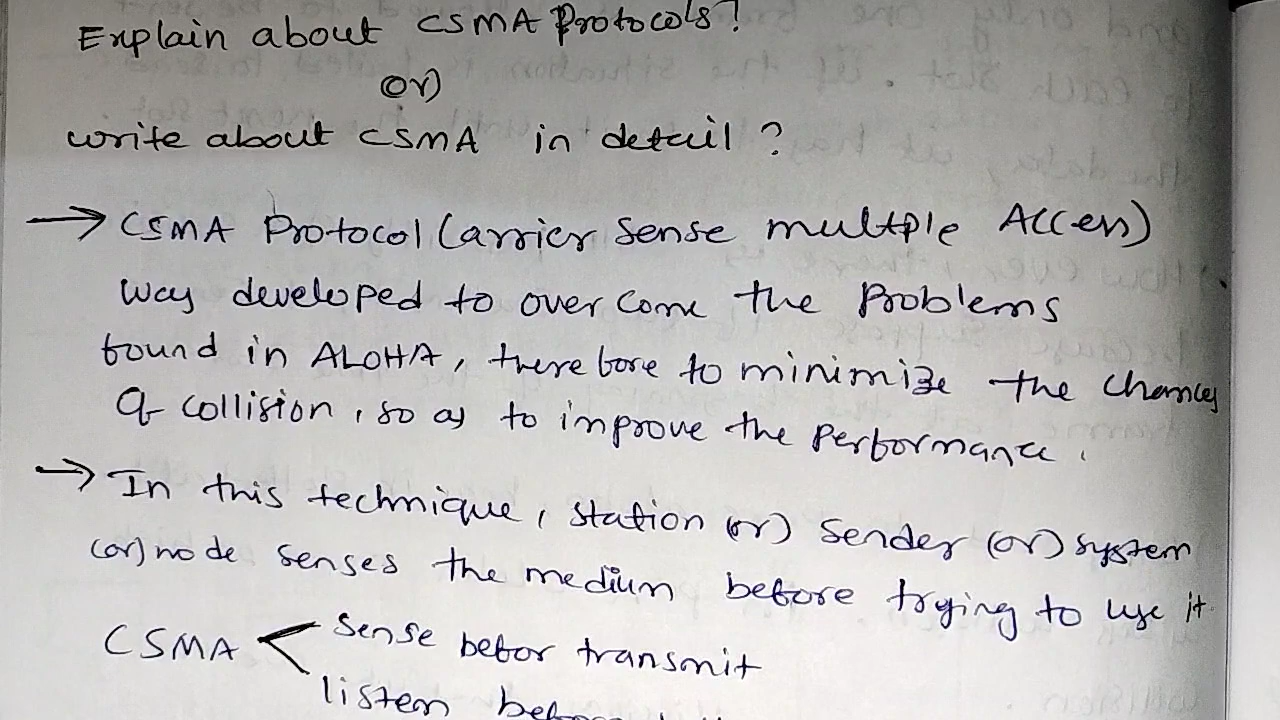 Explain about CSMA Protocols?
or)
write about CSMA in detail?
→ CSMA Protocol (Carrier Sense multple Access)
was developed to over come the Problems
found in ALOHA, therefore to minimize the chances
of collision, so as to improve the performance.
→ In this technique, station (or) sender (or) system
(or) node senses the medium before trying to use it.
CSMA < Sense befor transmit
listen before